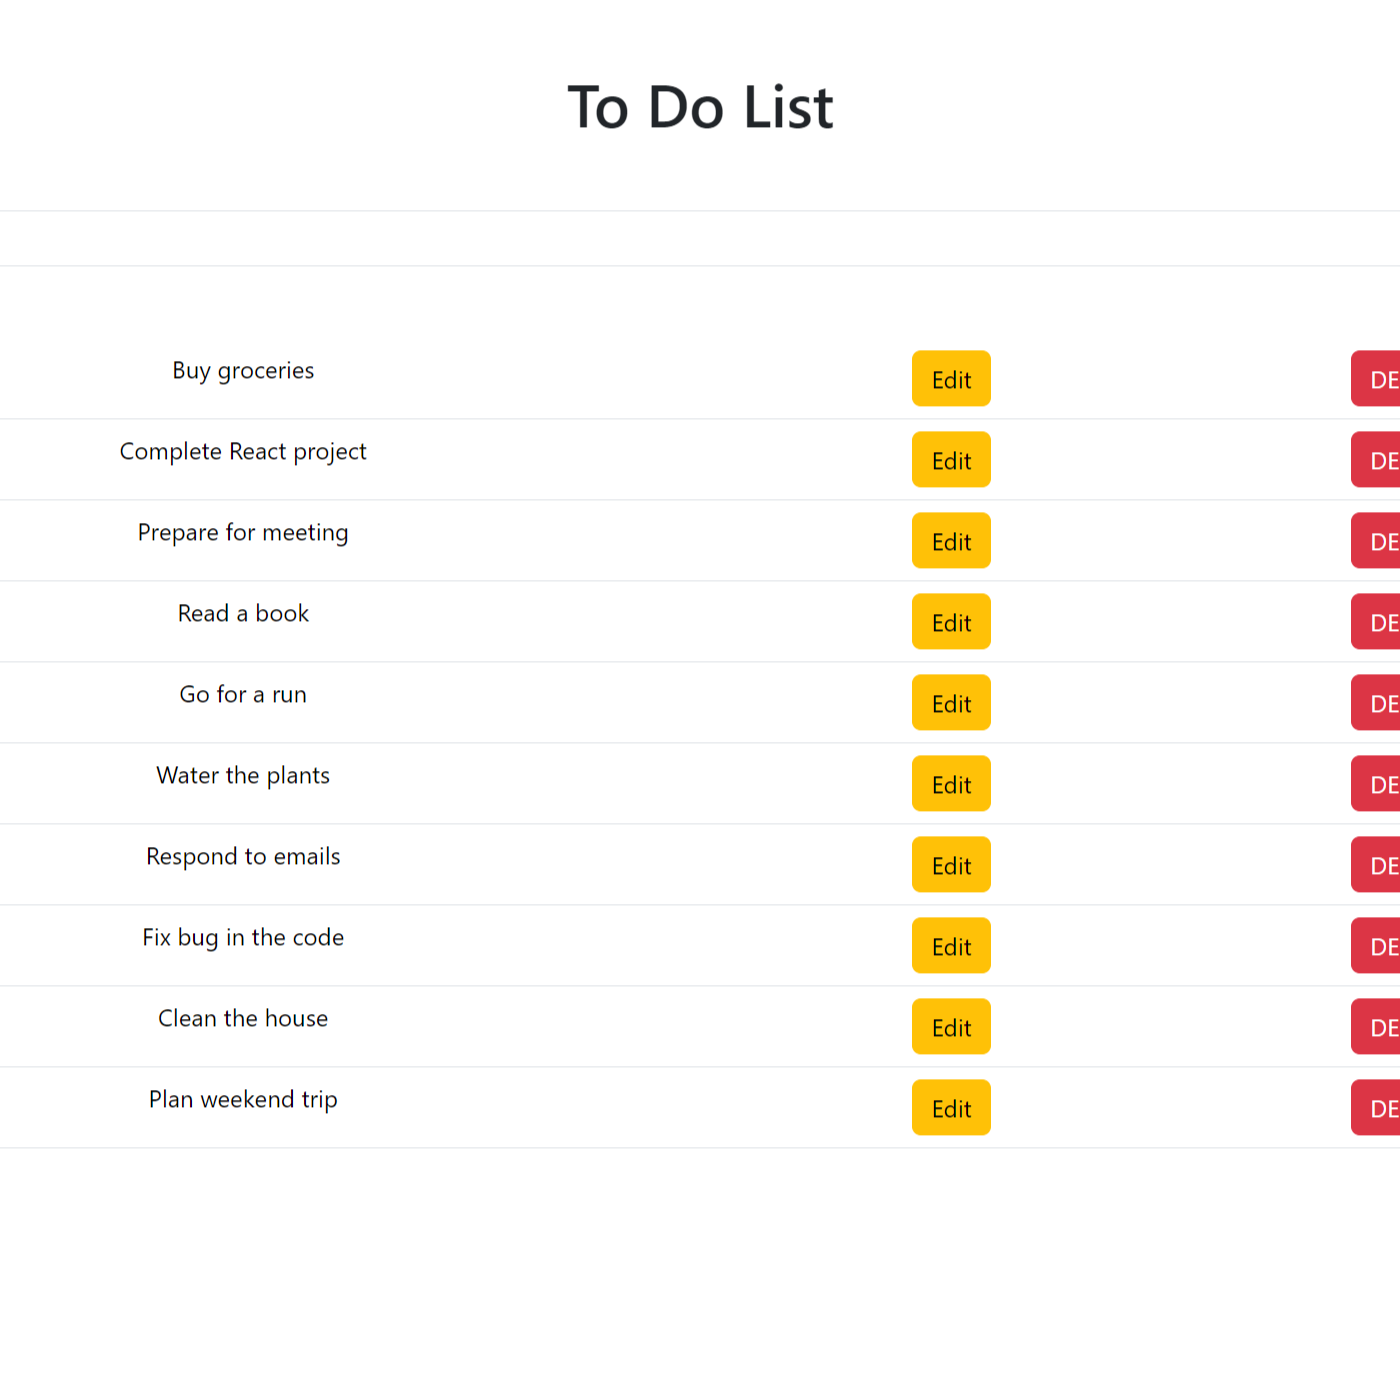 To Do List
Buy groceries Edit DE
Complete React project Edit DE
Prepare for meeting Edit DE
Read a book Edit DE
Go for a run Edit DE
Water the plants Edit DE
Respond to emails Edit DE
Fix bug in the code Edit DE
Clean the house Edit DE
Plan weekend trip Edit DE